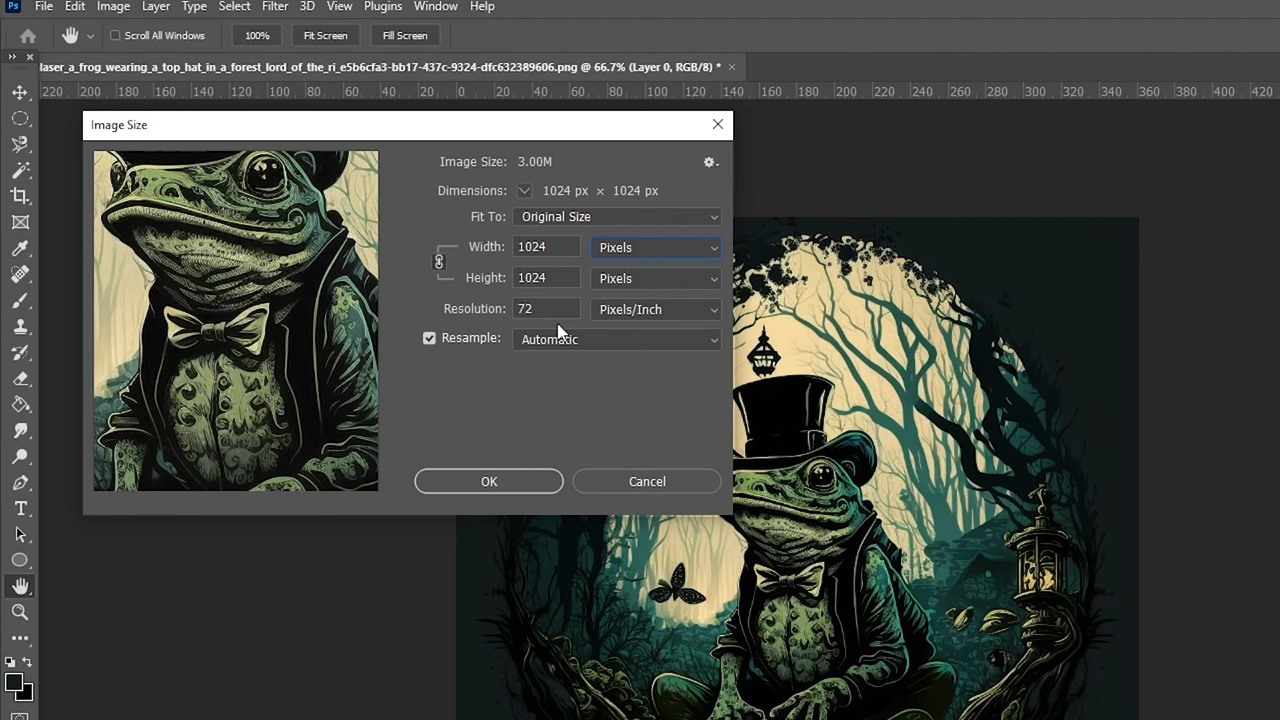 Ps File Edit Image Layer Type Select Filter 3D View Plugins Window Help
Scroll All Windows 100% Fit Screen Fill Screen
laser_a_frog_wearing_a_top_hat_in_a_forest_lord_of_the_ri_e5b6cfa3-bb17-437c-9324-dfc632389606.png @ 66.7% (Layer 0, RGB/8) *
220 200 180 160 140 120 100 80 60 40 20 0 20 40 60 80 100 120 140 160 180 200 220 240 260 280 300 320 340 360 380 400 420
Image Size
Image Size: 3.00M
Dimensions: 1024 px × 1024 px
Fit To: Original Size
Width: 1024 Pixels
Height: 1024 Pixels
Resolution: 72 Pixels/Inch
Resample: Automatic
OK Cancel
T